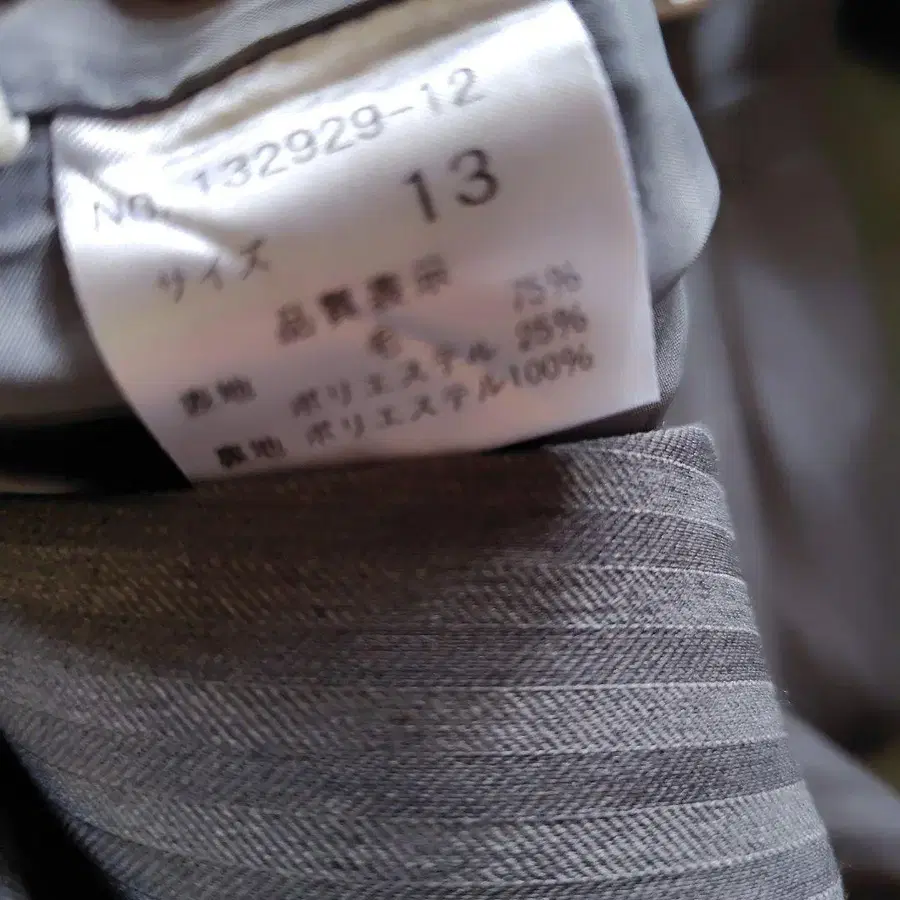 No. 132929-12
サイズ 13
品質表示
毛 75%
表地 ポリエステル 25%
裏地 ポリエステル100%